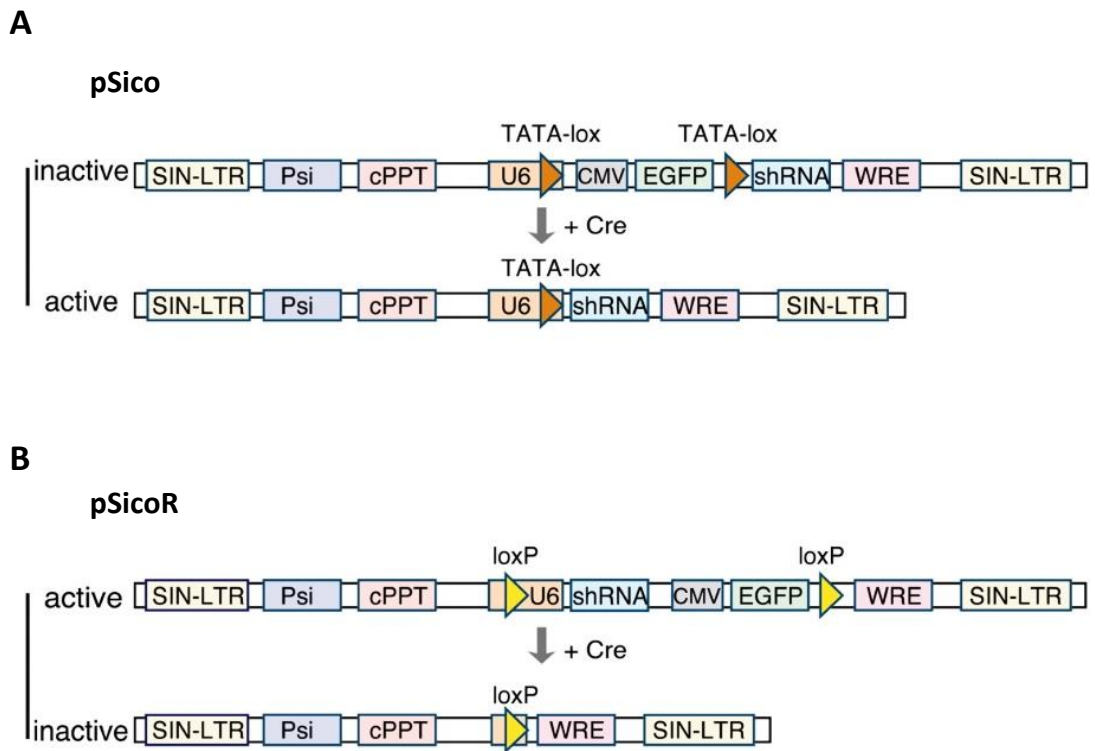 A
pSico
TATA-lox TATA-lox
inactive SIN-LTR Psi cPPT U6 CMV EGFP shRNA WRE SIN-LTR
+ Cre
TATA-lox
active SIN-LTR Psi cPPT U6 shRNA WRE SIN-LTR
B
pSicoR
loxP loxP
active SIN-LTR Psi cPPT U6 shRNA CMV EGFP WRE SIN-LTR
+ Cre
loxP
inactive SIN-LTR Psi cPPT WRE SIN-LTR